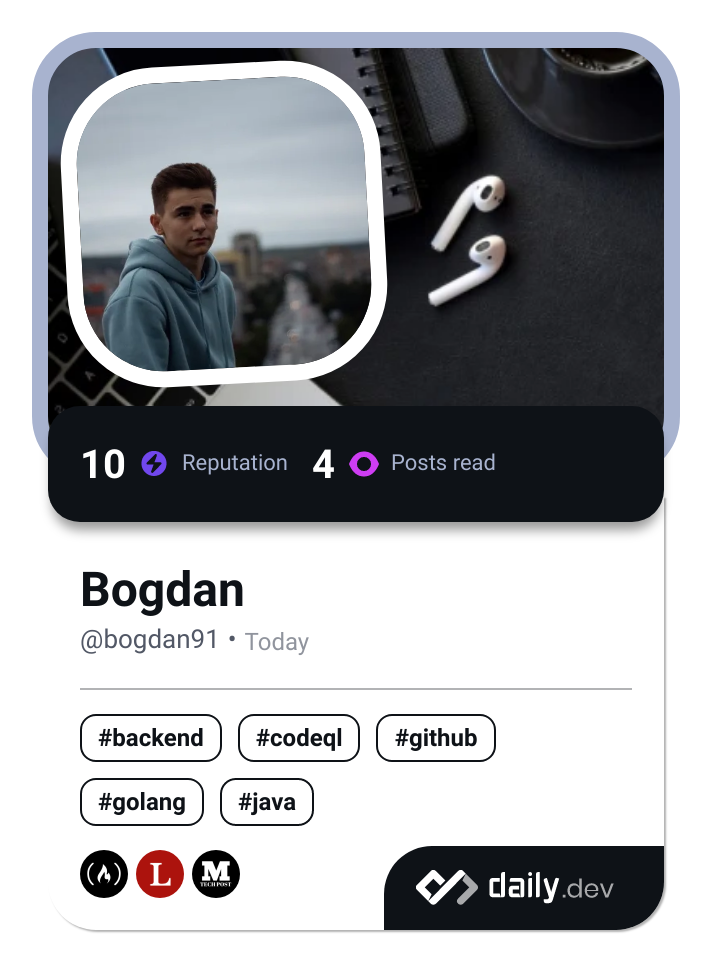 10 Reputation 4 Posts read
Bogdan
@bogdan91 • Today
#backend #codeql #github
#golang #java
L M
TECH POST
daily.dev